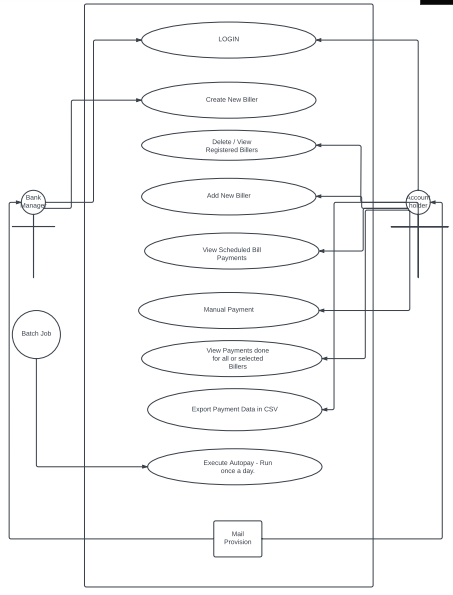 LOGIN
Create New Biller
Delete / View
Registered Billers
Bank
Manager
Add New Biller
Account
holder
View Scheduled Bill
Payments
Manual Payment
Batch Job
View Payments done
for all or selected
Billers
Export Payment Data in CSV
Execute Autopay - Run
once a day.
Mail
Provision